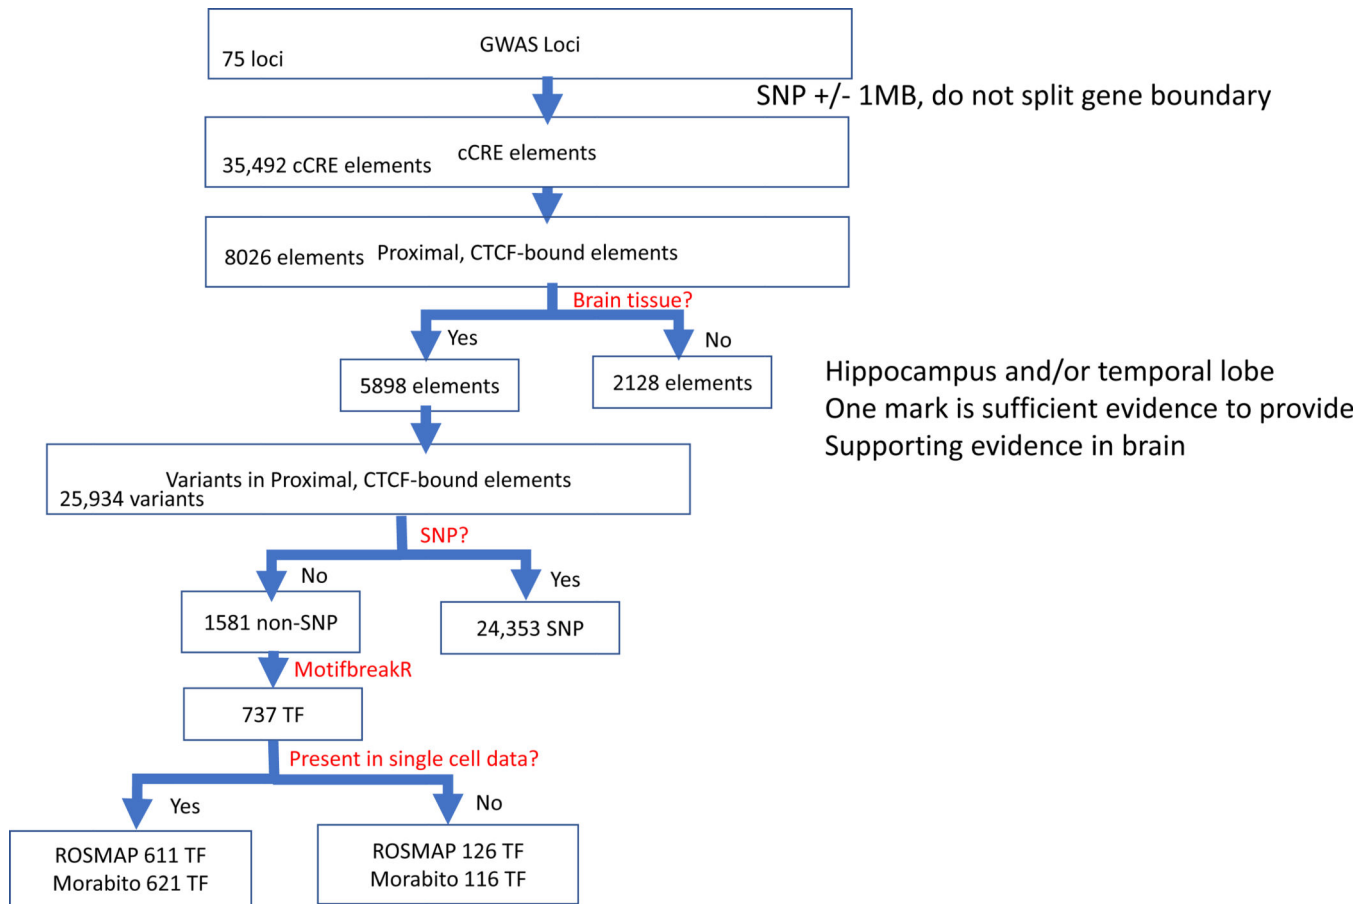 GWAS Loci
75 loci
SNP +/- 1MB, do not split gene boundary
cCRE elements
35,492 cCRE elements
Proximal, CTCF-bound elements
8026 elements
Brain tissue?
Yes
No
5898 elements
2128 elements
Hippocampus and/or temporal lobe
One mark is sufficient evidence to provide
Supporting evidence in brain
Variants in Proximal, CTCF-bound elements
25,934 variants
SNP?
No
Yes
1581 non-SNP
24,353 SNP
MotifbreakR
737 TF
Present in single cell data?
Yes
No
ROSMAP 611 TF
Morabito 621 TF
ROSMAP 126 TF
Morabito 116 TF